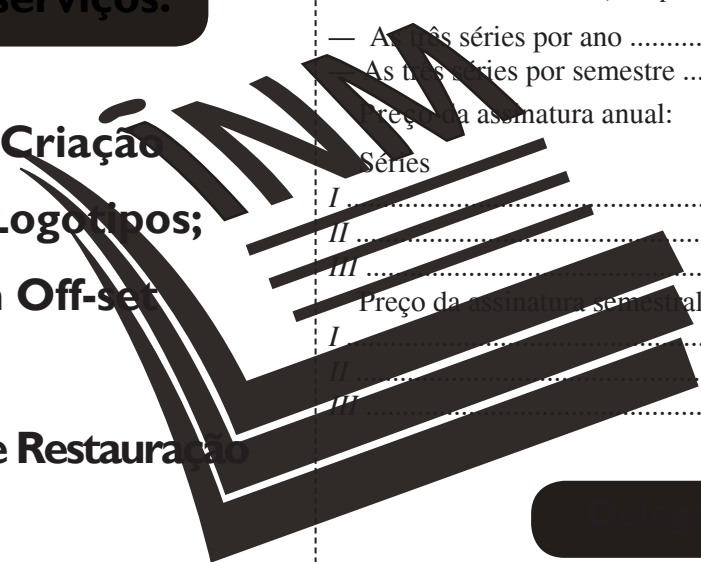 serviços:
Criação
Logotipos;
Off-set
e Restauração
ÍNM
— As três séries por ano ..........
— As três séries por semestre ...
Preço da assinatura anual:
Séries
I ..................................................
II .................................................
III ................................................
Preço da assinatura semestral
I ..................................................
II .................................................
III ................................................